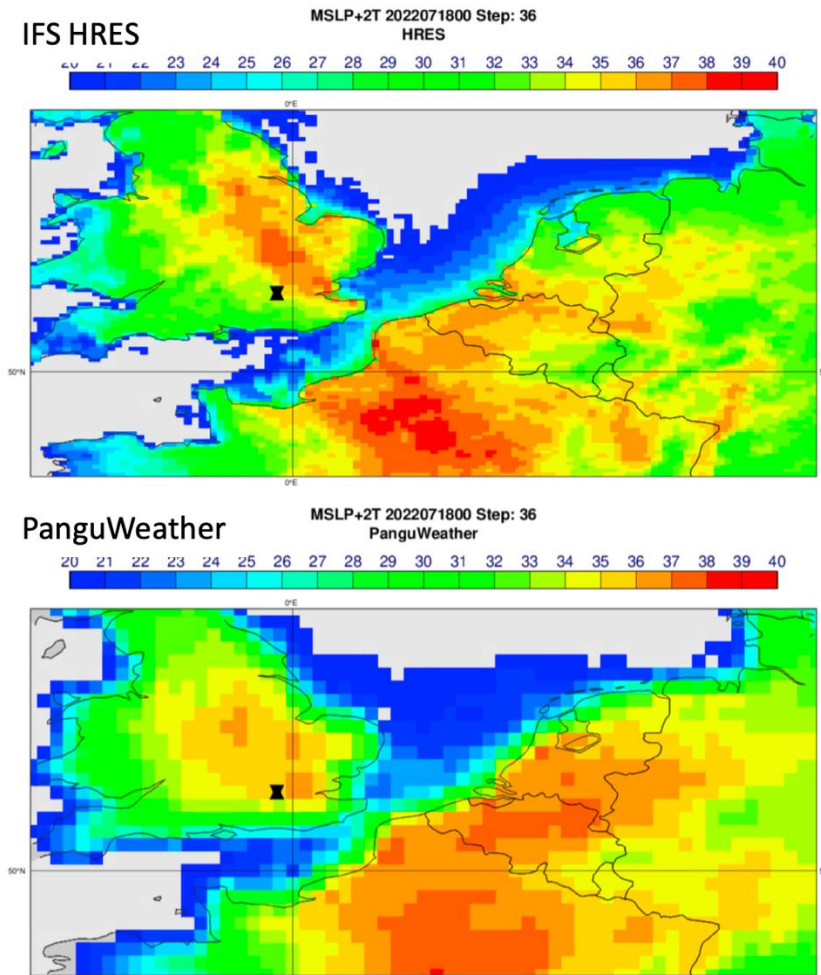 MSLP+2T 2022071800 Step: 36
IFS HRES
HRES
20 21 22 23 24 25 26 27 28 29 30 31 32 33 34 35 36 37 38 39 40
0°E
50°N
0°E
MSLP+2T 2022071800 Step: 36
PanguWeather
PanguWeather
20 21 22 23 24 25 26 27 28 29 30 31 32 33 34 35 36 37 38 39 40
0°E
50°N